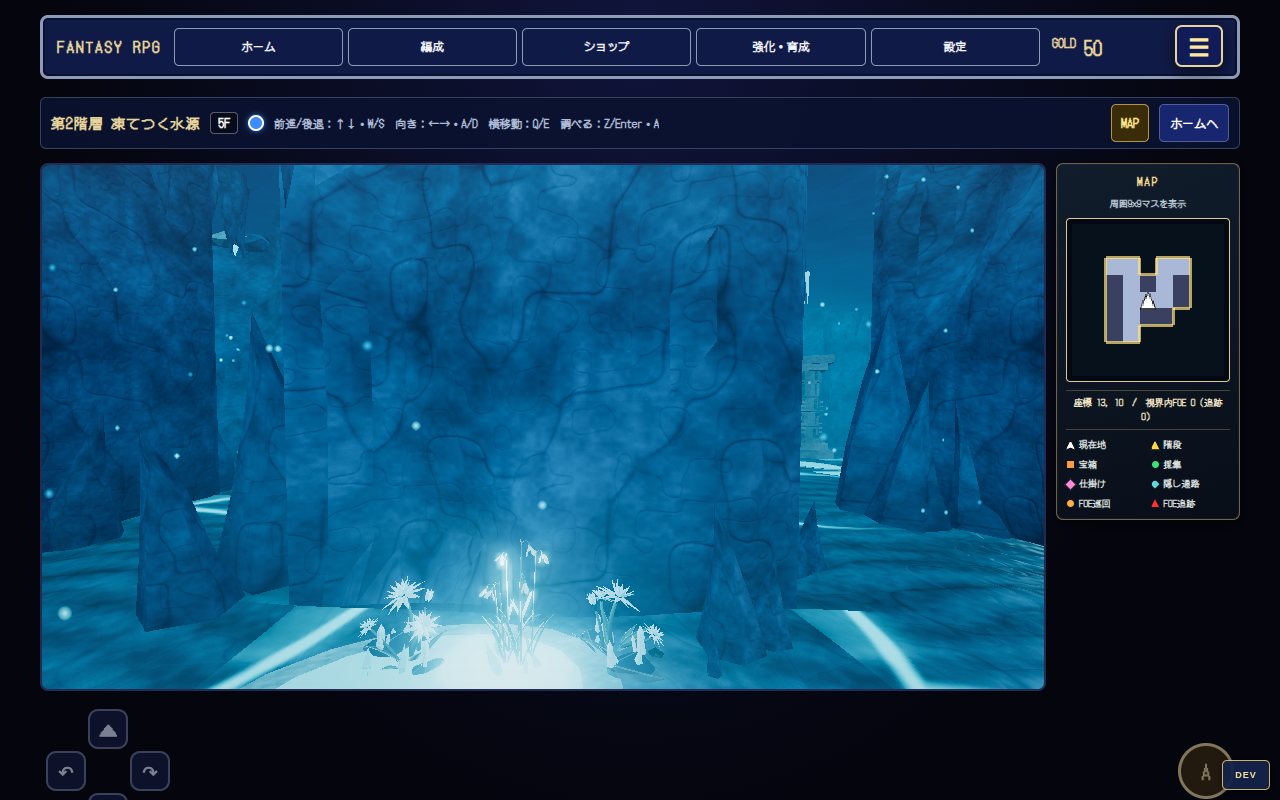 FANTASY RPG
ホーム
編成
ショップ
強化・育成
設定
GOLD 50
第2階層 凍てつく水源
5F
前進/後退：↑↓・W/S 向き：←→・A/D 横移動：Q/E 調べる：Z/Enter・A
MAP
ホームへ
MAP
周囲9x9マスを表示
座標 13, 10 / 視界内FOE 0（追跡
0）
現在地
階段
宝箱
採集
仕掛け
隠し通路
FOE巡回
FOE追跡
A
DEV